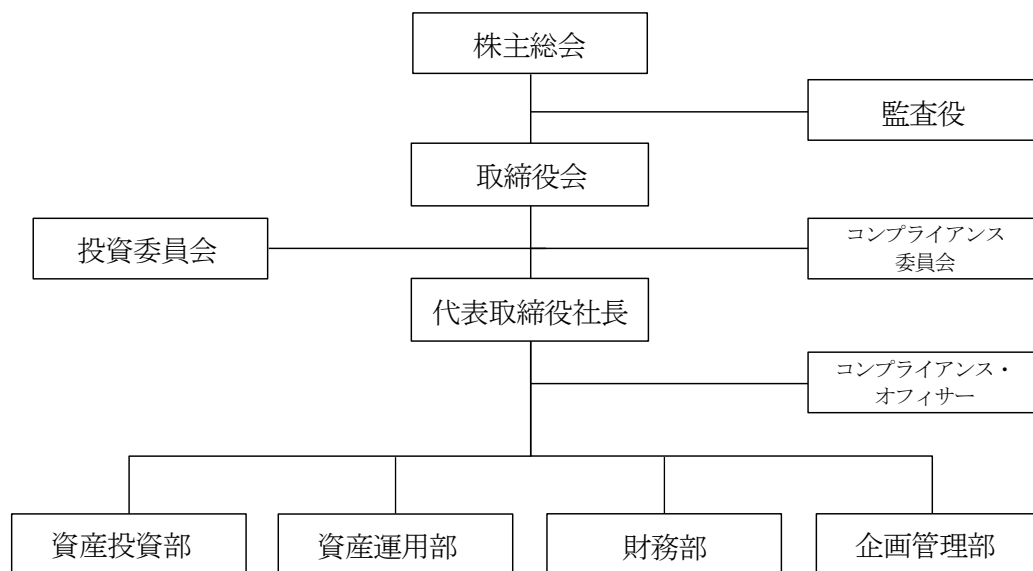 株主総会
監査役
取締役会
投資委員会
コンプライアンス
委員会
代表取締役社長
コンプライアンス・
オフィサー
資産投資部
資産運用部
財務部
企画管理部